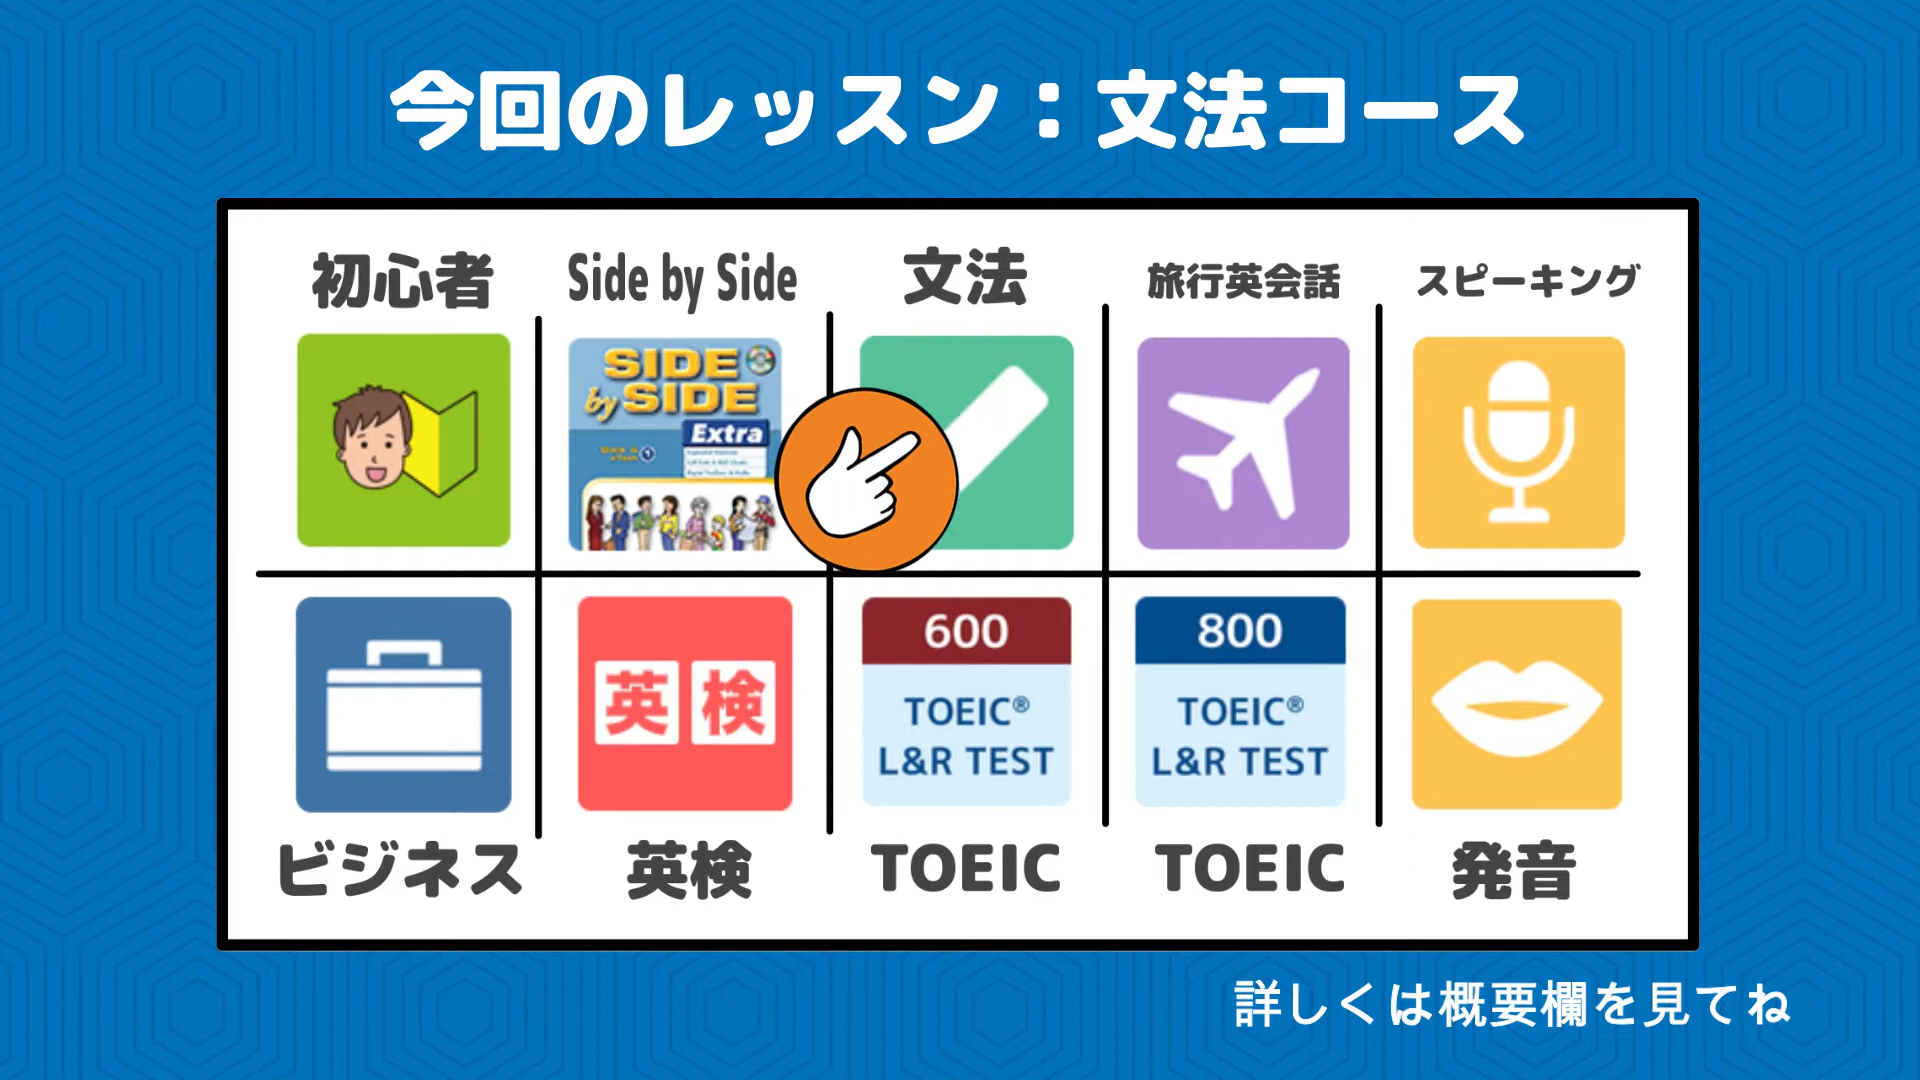 今回のレッスン：文法コース
初心者
Side by Side
文法
旅行英会話
スピーキング
SIDE
by SIDE
Extra
600
TOEIC®
L&R TEST
800
TOEIC®
L&R TEST
英検
ビジネス
英検
TOEIC
TOEIC
発音
詳しくは概要欄を見てね